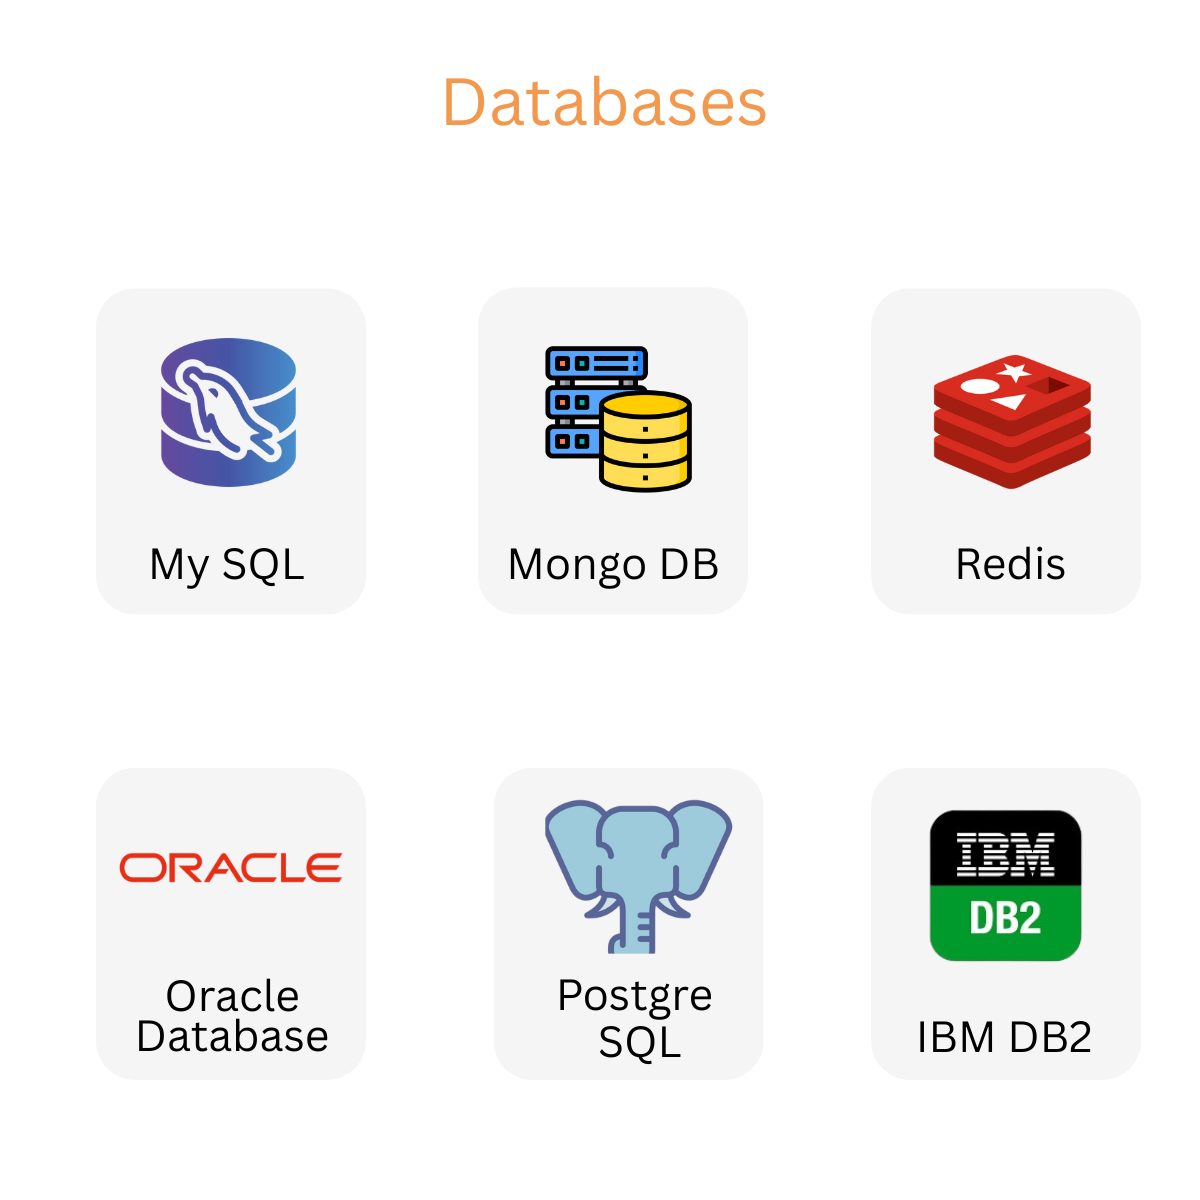 Databases
My SQL
Mongo DB
Redis
ORACLE
Oracle
Database
Postgre
SQL
IBM
DB2
IBM DB2